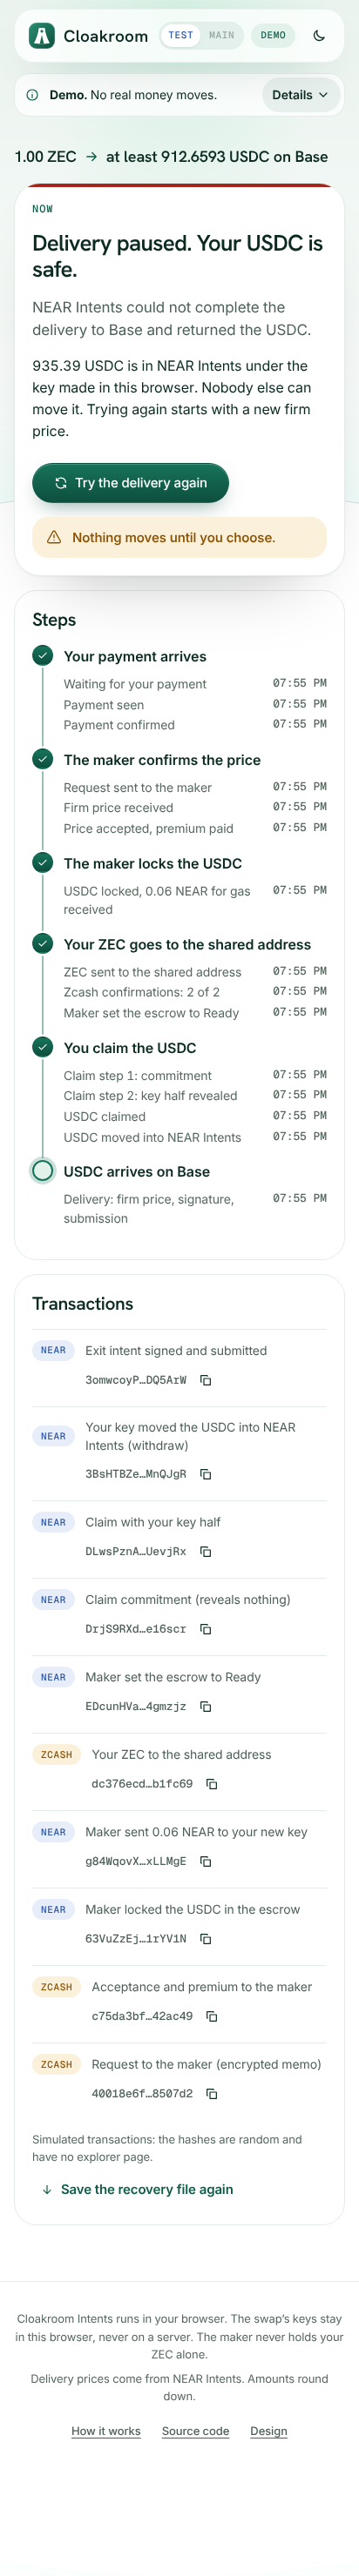 Cloakroom TEST MAIN DEMO
Demo. No real money moves. Details
1.00 ZEC → at least 912.6593 USDC on Base
NOW
Delivery paused. Your USDC is
safe.
NEAR Intents could not complete the
delivery to Base and returned the USDC.
935.39 USDC is in NEAR Intents under the
key made in this browser. Nobody else can
move it. Trying again starts with a new firm
price.
Try the delivery again
Nothing moves until you choose.
Steps
Your payment arrives
Waiting for your payment 07:55 PM
Payment seen 07:55 PM
Payment confirmed 07:55 PM
The maker confirms the price
Request sent to the maker 07:55 PM
Firm price received 07:55 PM
Price accepted, premium paid 07:55 PM
The maker locks the USDC
USDC locked, 0.06 NEAR for gas 07:55 PM
received
Your ZEC goes to the shared address
ZEC sent to the shared address 07:55 PM
Zcash confirmations: 2 of 2 07:55 PM
Maker set the escrow to Ready 07:55 PM
You claim the USDC
Claim step 1: commitment 07:55 PM
Claim step 2: key half revealed 07:55 PM
USDC claimed 07:55 PM
USDC moved into NEAR Intents 07:55 PM
USDC arrives on Base
Delivery: firm price, signature, 07:55 PM
submission
Transactions
NEAR Exit intent signed and submitted
3omwcoyP…DQ5ArW
NEAR Your key moved the USDC into NEAR
Intents (withdraw)
3BsHTBZe…MnQJgR
NEAR Claim with your key half
DLwsPznA…UevjRx
NEAR Claim commitment (reveals nothing)
DrjS9RXd…e16scr
NEAR Maker set the escrow to Ready
EDcunHVa…4gmzjz
ZCASH Your ZEC to the shared address
dc376ecd…b1fc69
NEAR Maker sent 0.06 NEAR to your new key
g84WqovX…xLLMgE
NEAR Maker locked the USDC in the escrow
63VuZzEj…1rYV1N
ZCASH Acceptance and premium to the maker
c75da3bf…42ac49
ZCASH Request to the maker (encrypted memo)
40018e6f…8507d2
Simulated transactions: the hashes are random and
have no explorer page.
Save the recovery file again
Cloakroom Intents runs in your browser. The swap's keys stay
in this browser, never on a server. The maker never holds your
ZEC alone.
Delivery prices come from NEAR Intents. Amounts round
down.
How it works Source code Design